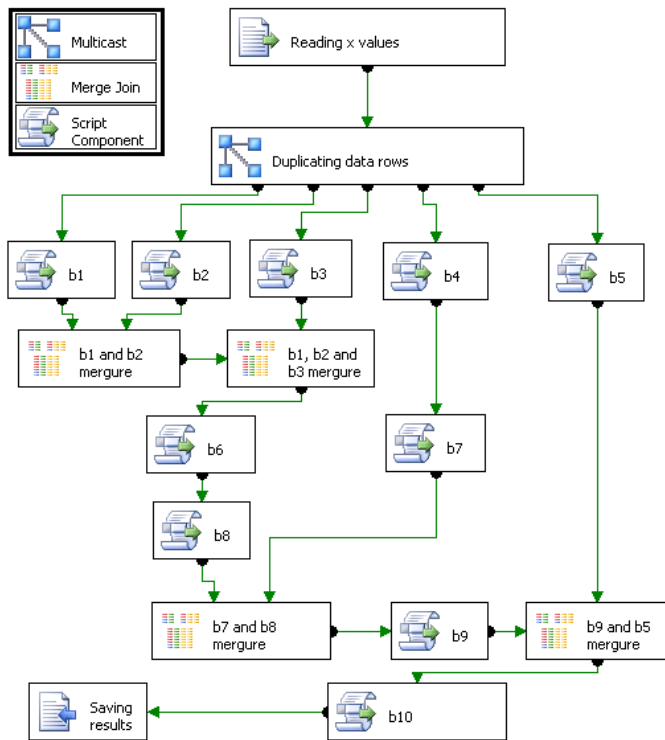 Multicast
Merge Join
Script
Component
Reading x values
Duplicating data rows
b1
b2
b3
b4
b5
b1 and b2
mergure
b1, b2 and
b3 mergure
b6
b7
b8
b7 and b8
mergure
b9
b9 and b5
mergure
Saving
results
b10